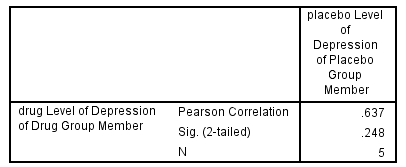 placebo Level
of
Depression
of Placebo
Group
Member
drug Level of Depression Pearson Correlation .637
of Drug Group Member Sig. (2-tailed) .248
N 5